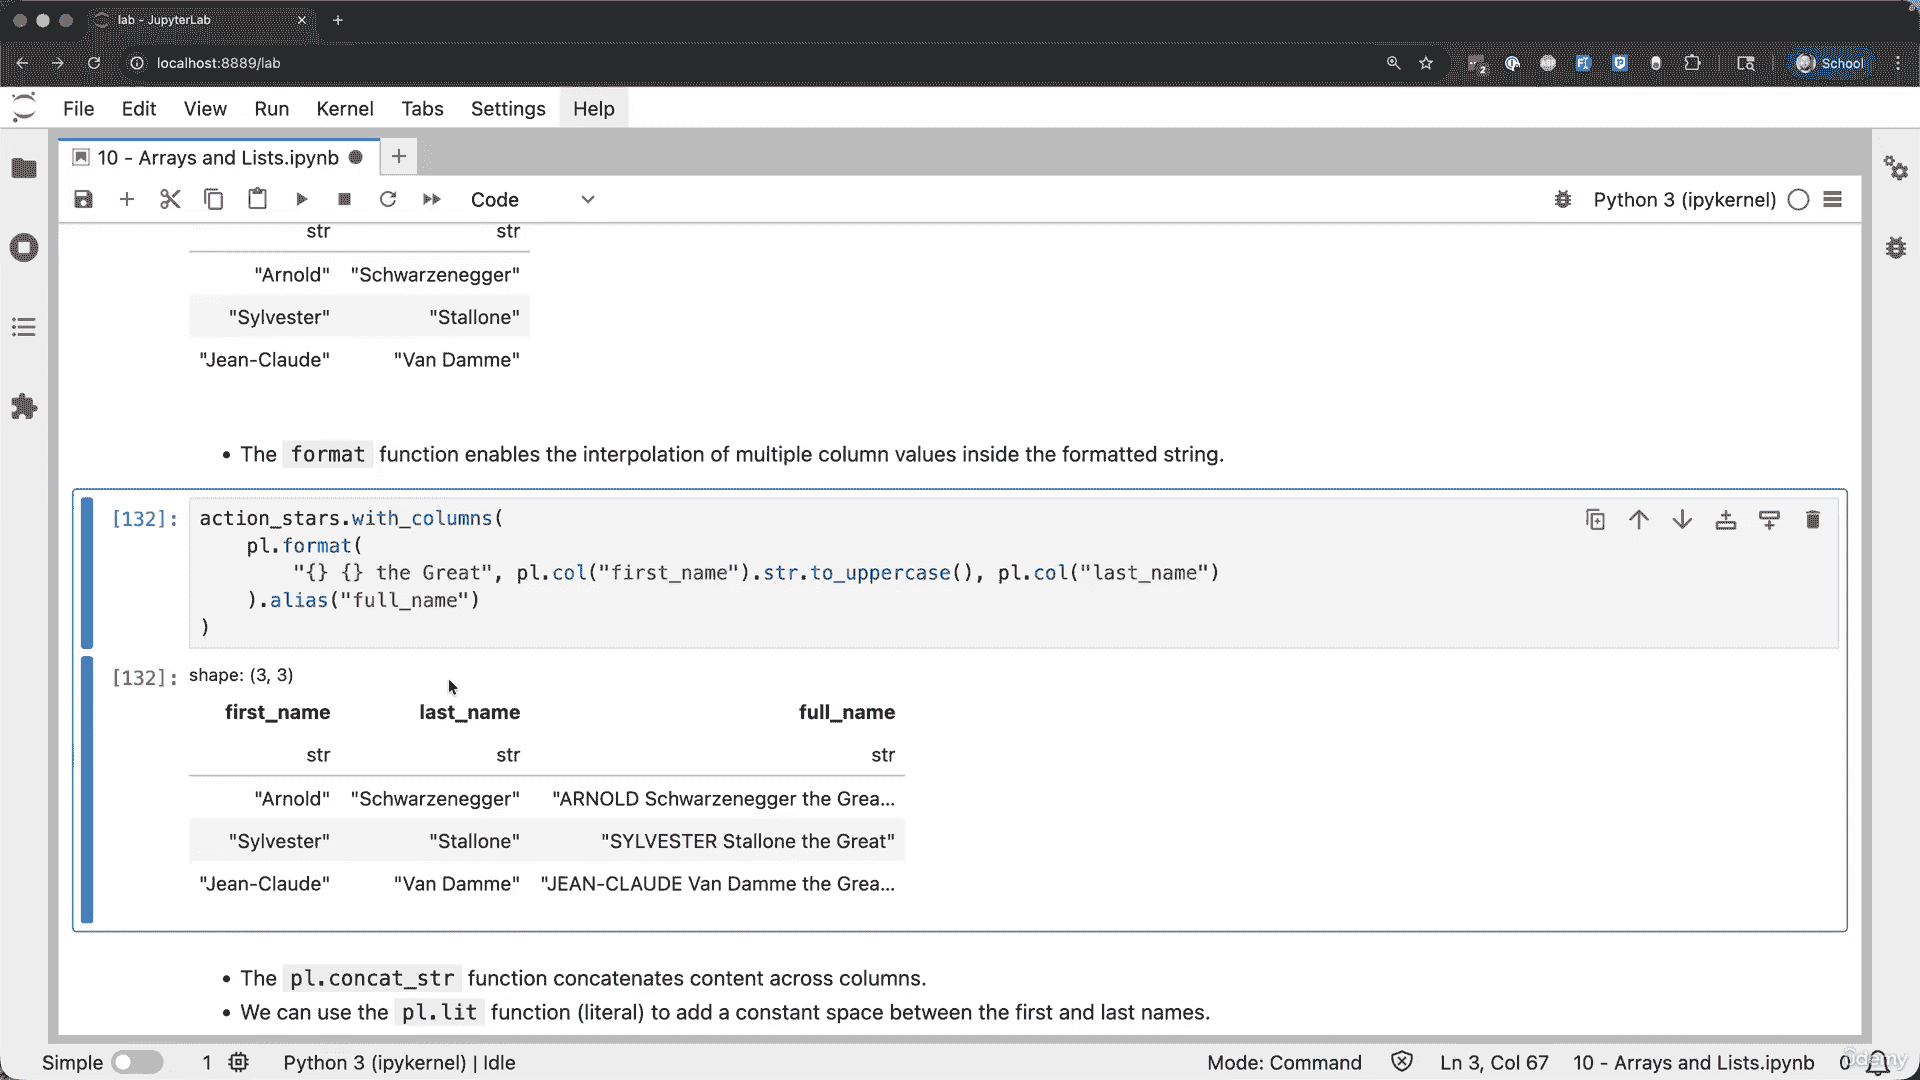 lab - JupyterLab
localhost:8889/lab
2
School
File Edit View Run Kernel Tabs Settings Help
10 - Arrays and Lists.ipynb
Code
Python 3 (ipykernel)
str str
"Arnold" "Schwarzenegger"
"Sylvester" "Stallone"
"Jean-Claude" "Van Damme"
• The format function enables the interpolation of multiple column values inside the formatted string.
[132]: action_stars.with_columns(
pl.format(
"{} {} the Great", pl.col("first_name").str.to_uppercase(), pl.col("last_name")
).alias("full_name")
)
[132]: shape: (3, 3)
first_name last_name full_name
str str str
"Arnold" "Schwarzenegger" "ARNOLD Schwarzenegger the Grea…
"Sylvester" "Stallone" "SYLVESTER Stallone the Great"
"Jean-Claude" "Van Damme" "JEAN-CLAUDE Van Damme the Grea…
• The pl.concat_str function concatenates content across columns.
• We can use the pl.lit function (literal) to add a constant space between the first and last names.
Simple 1 Python 3 (ipykernel) | Idle Mode: Command Ln 3, Col 67 10 - Arrays and Lists.ipynb 0